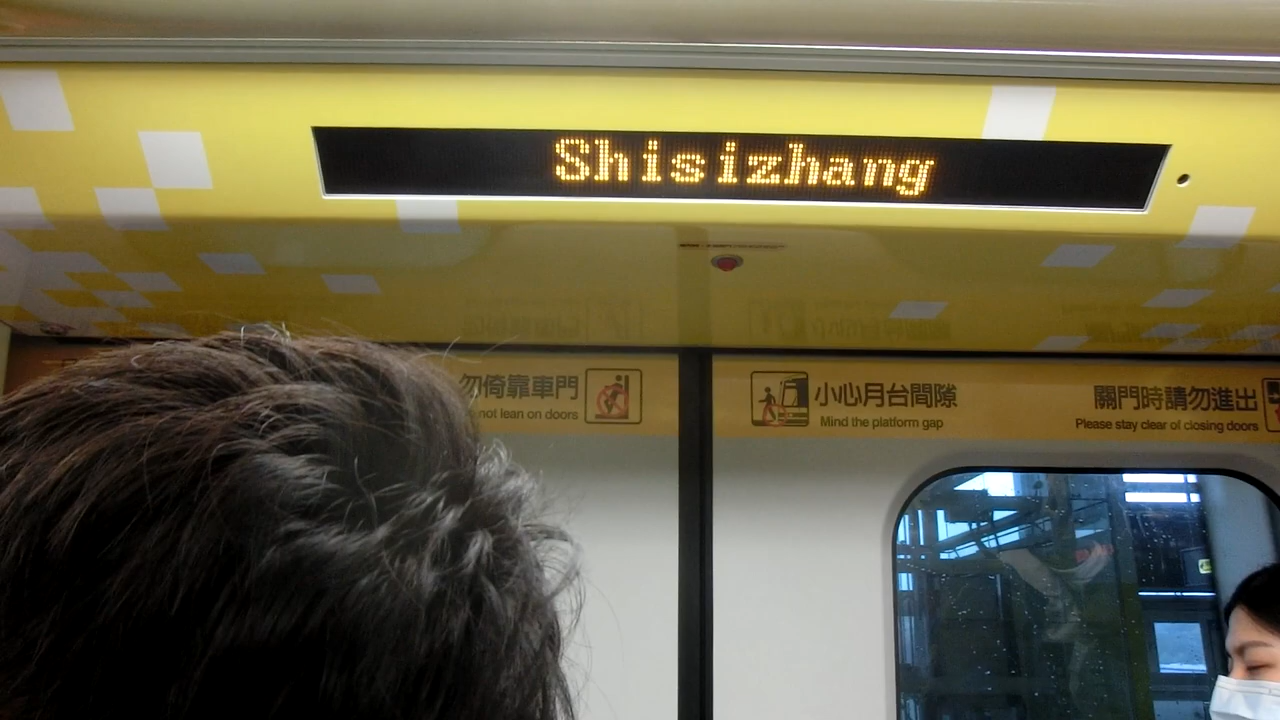 Shisizhang
勿倚靠車門
not lean on doors
小心月台間隙
Mind the platform gap
關門時請勿進出
Please stay clear of closing doors